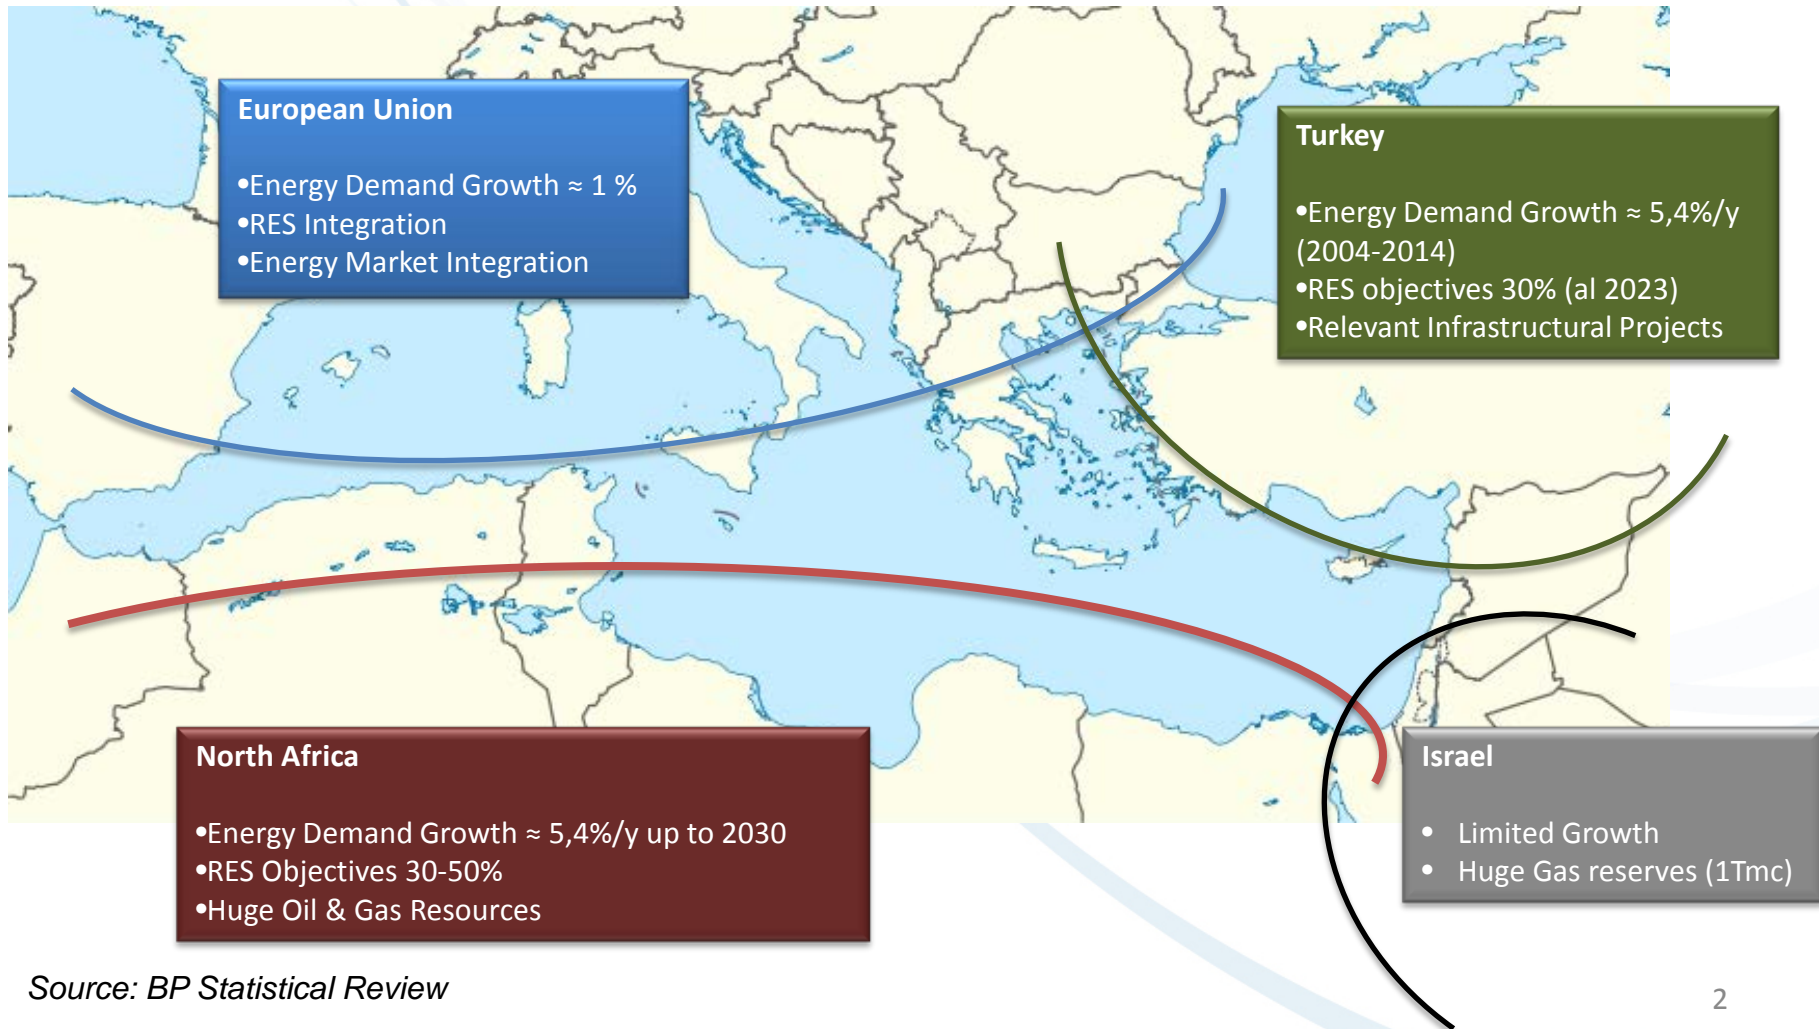 European Union
•Energy Demand Growth ≈ 1 %
•RES Integration
•Energy Market Integration
Turkey
•Energy Demand Growth ≈ 5,4%/y
(2004-2014)
•RES objectives 30% (al 2023)
•Relevant Infrastructural Projects
North Africa
•Energy Demand Growth ≈ 5,4%/y up to 2030
•RES Objectives 30-50%
•Huge Oil & Gas Resources
Israel
• Limited Growth
• Huge Gas reserves (1Tmc)
Source: BP Statistical Review
2